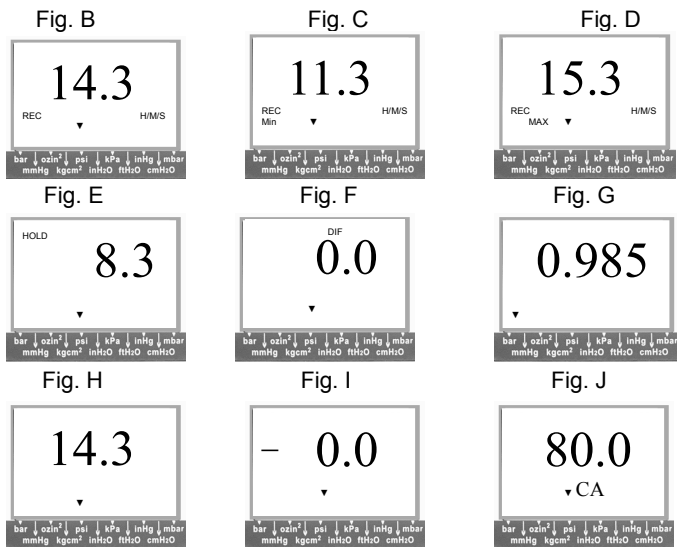 Fig. B
14.3
REC H/M/S
bar ozin² psi kPa inHg mbar
mmHg kgcm² inH2O ftH2O cmH2O
Fig. C
11.3
REC H/M/S
Min
bar ozin² psi kPa inHg mbar
mmHg kgcm² inH2O ftH2O cmH2O
Fig. D
15.3
REC H/M/S
MAX
bar ozin² psi kPa inHg mbar
mmHg kgcm² inH2O ftH2O cmH2O
Fig. E
HOLD
8.3
bar ozin² psi kPa inHg mbar
mmHg kgcm² inH2O ftH2O cmH2O
Fig. F
DIF
0.0
bar ozin² psi kPa inHg mbar
mmHg kgcm² inH2O ftH2O cmH2O
Fig. G
0.985
bar ozin² psi kPa inHg mbar
mmHg kgcm² inH2O ftH2O cmH2O
Fig. H
14.3
bar ozin² psi kPa inHg mbar
mmHg kgcm² inH2O ftH2O cmH2O
Fig. I
– 0.0
bar ozin² psi kPa inHg mbar
mmHg kgcm² inH2O ftH2O cmH2O
Fig. J
80.0
CA
bar ozin² psi kPa inHg mbar
mmHg kgcm² inH2O ftH2O cmH2O